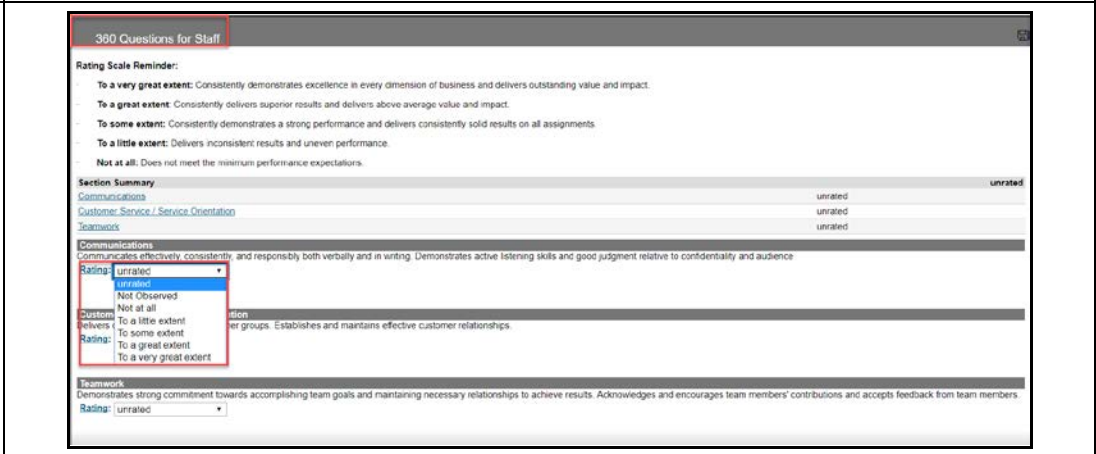 360 Questions for Staff
Rating Scale Reminder:
To a very great extent: Consistently demonstrates excellence in every dimension of business and delivers outstanding value and impact.
To a great extent: Consistently delivers superior results and delivers above average value and impact.
To some extent: Consistently demonstrates a strong performance and delivers consistently solid results on all assignments.
To a little extent: Delivers inconsistent results and uneven performance.
Not at all: Does not meet the minimum performance expectations.
Section Summary unrated
Communications unrated
Customer Service / Service Orientation unrated
Teamwork unrated
Communications
Communicates effectively, consistently, and responsibly both verbally and in writing. Demonstrates active listening skills and good judgment relative to confidentiality and audience
Rating: unrated
unrated
Not Observed
Not at all
To a little extent
To some extent
To a great extent
To a very great extent
Custom tion
Delivers er groups. Establishes and maintains effective customer relationships.
Rating:
Teamwork
Demonstrates strong commitment towards accomplishing team goals and maintaining necessary relationships to achieve results. Acknowledges and encourages team members' contributions and accepts feedback from team members.
Rating: unrated